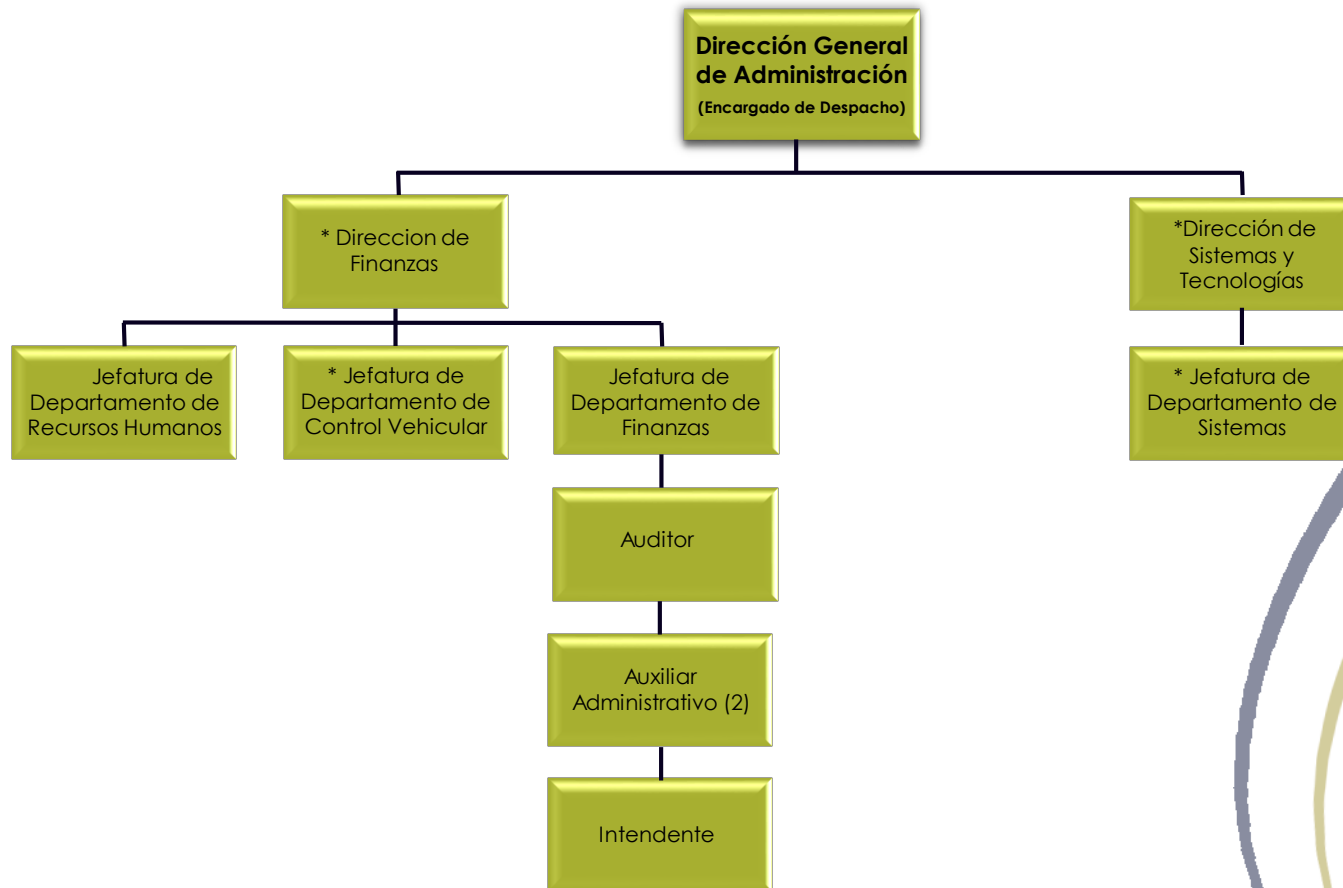 Dirección General
de Administración
(Encargado de Despacho)
* Direccion de
Finanzas
*Dirección de
Sistemas y
Tecnologías
Jefatura de
Departamento de
Recursos Humanos
* Jefatura de
Departamento de
Control Vehicular
Jefatura de
Departamento de
Finanzas
* Jefatura de
Departamento de
Sistemas
Auditor
Auxiliar
Administrativo (2)
Intendente